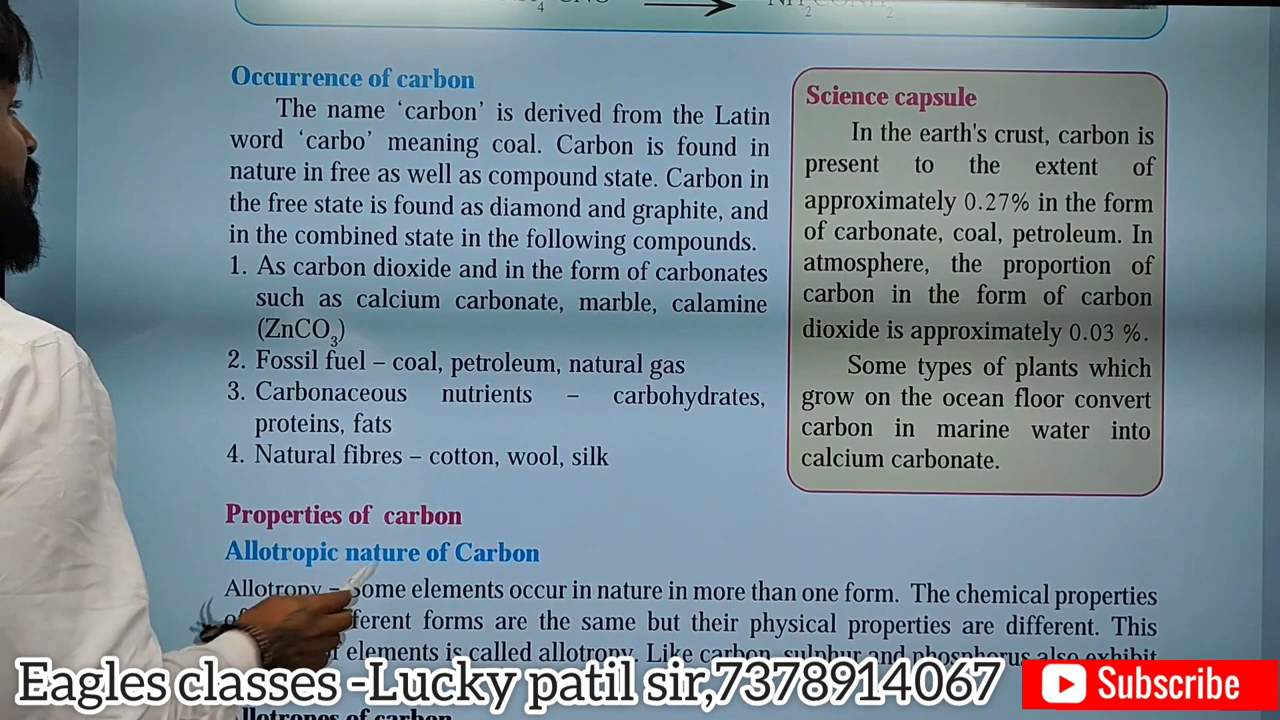 Occurrence of carbon
The name ‘carbon’ is derived from the Latin
word ‘carbo’ meaning coal. Carbon is found in
nature in free as well as compound state. Carbon in
the free state is found as diamond and graphite, and
in the combined state in the following compounds.
1. As carbon dioxide and in the form of carbonates
such as calcium carbonate, marble, calamine
(ZnCO3)
2. Fossil fuel – coal, petroleum, natural gas
3. Carbonaceous nutrients – carbohydrates,
proteins, fats
4. Natural fibres – cotton, wool, silk
Science capsule
In the earth's crust, carbon is
present to the extent of
approximately 0.27% in the form
of carbonate, coal, petroleum. In
atmosphere, the proportion of
carbon in the form of carbon
dioxide is approximately 0.03 %.
Some types of plants which
grow on the ocean floor convert
carbon in marine water into
calcium carbonate.
Properties of carbon
Allotropic nature of Carbon
Allotropy – Some elements occur in nature in more than one form. The chemical properties
forms are the same but their physical properties are different. This
elements is called allotropy. Like carbon, sulphur and phosphorus also exhibit
Eagles classes -Lucky patil sir,7378914067
Subscribe
Allotropes of carbon